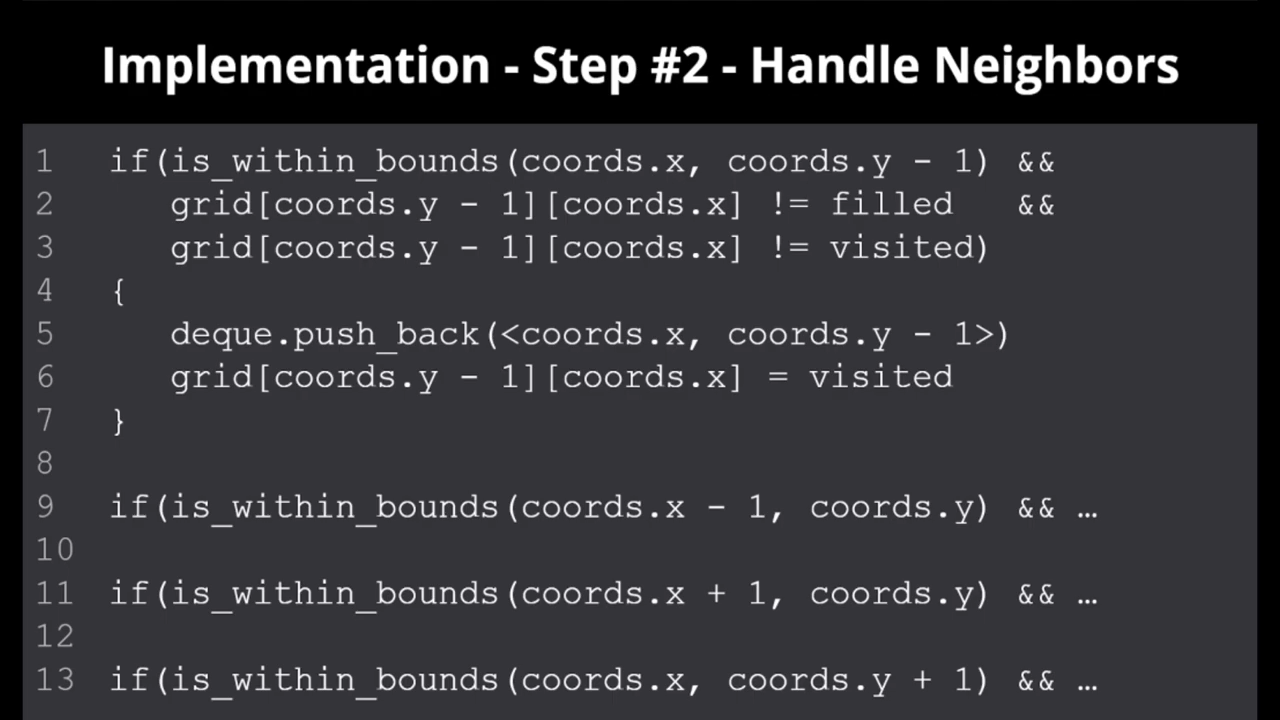 Implementation - Step #2 - Handle Neighbors
1 if(is_within_bounds(coords.x, coords.y - 1) &&
2 grid[coords.y - 1][coords.x] != filled &&
3 grid[coords.y - 1][coords.x] != visited)
4 {
5 deque.push_back(<coords.x, coords.y - 1>)
6 grid[coords.y - 1][coords.x] = visited
7 }
8
9 if(is_within_bounds(coords.x - 1, coords.y) && …
10
11 if(is_within_bounds(coords.x + 1, coords.y) && …
12
13 if(is_within_bounds(coords.x, coords.y + 1) && …